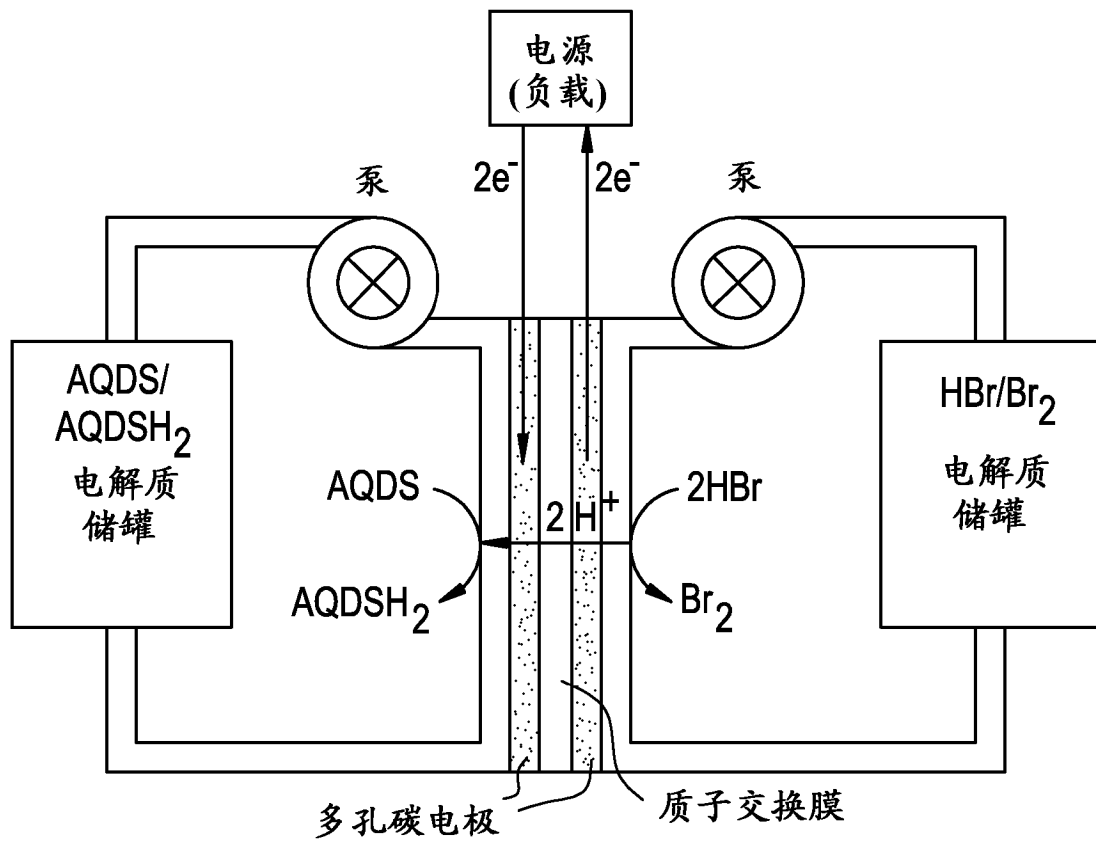 电源
(负载)
泵
2e⁻
2e⁻
泵
AQDS/
AQDSH₂
电解质
储罐
HBr/Br₂
电解质
储罐
AQDS
2H⁺
2HBr
AQDSH₂
Br₂
多孔碳电极
质子交换膜